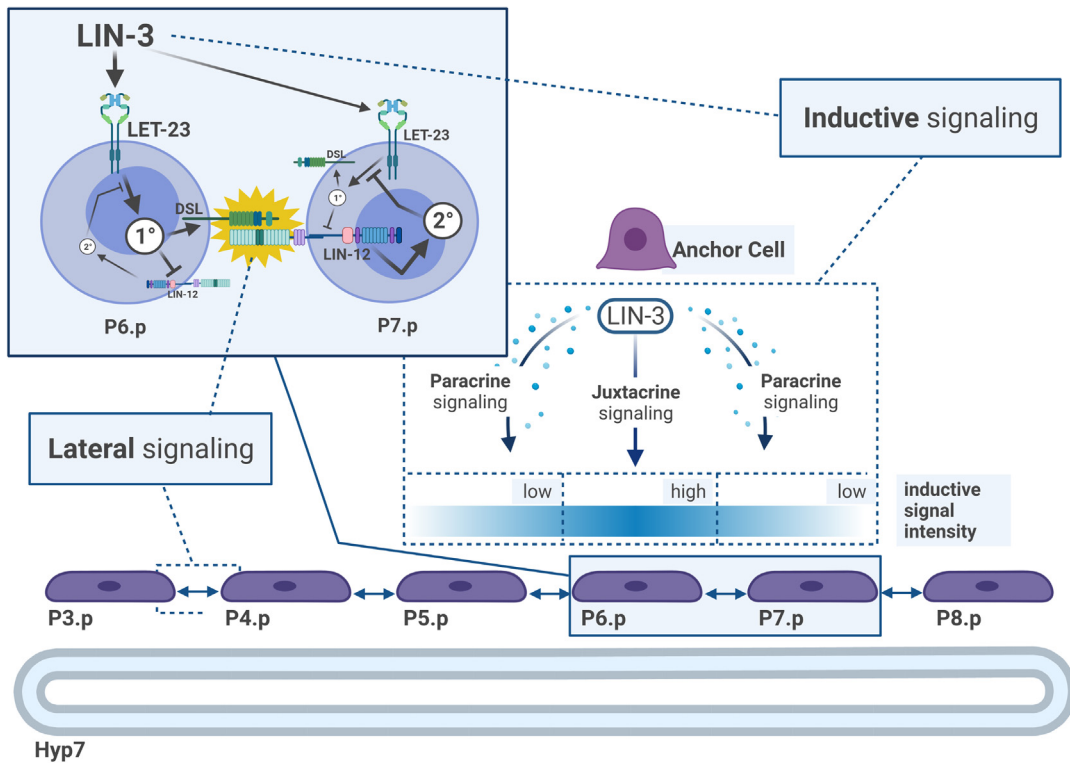 LIN-3
LET-23
LET-23
DSL
DSL
1°
2°
1°
2°
LIN-12
LIN-12
P6.p
P7.p
Inductive signaling
Anchor Cell
LIN-3
Paracrine
signaling
Juxtacrine
signaling
Paracrine
signaling
Lateral signaling
low
high
low
inductive
signal
intensity
P3.p
P4.p
P5.p
P6.p
P7.p
P8.p
Hyp7